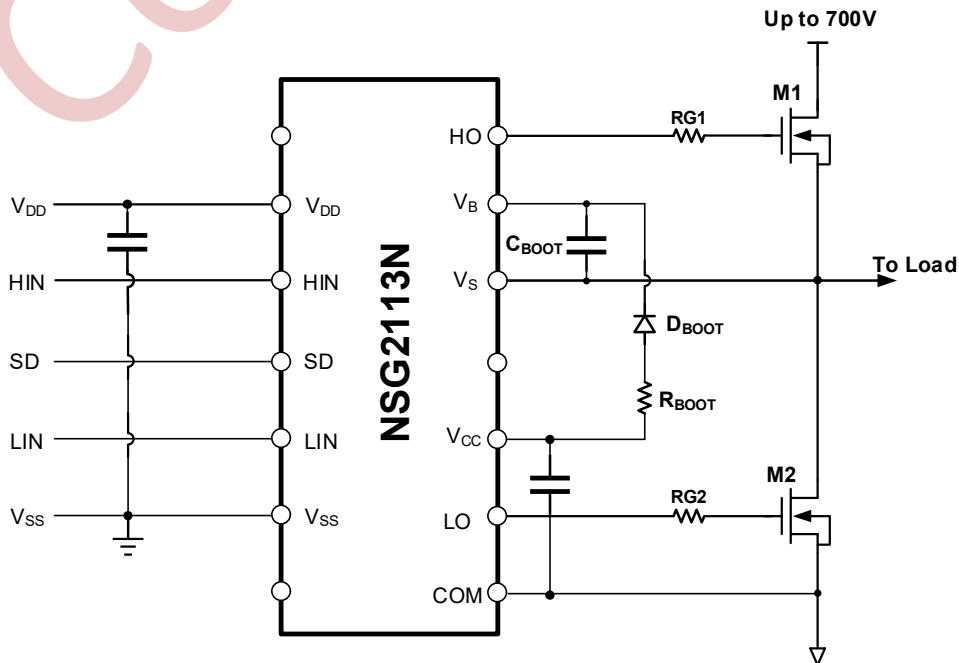 Up to 700V
M1
RG1
HO
V_DD
V_DD
V_B
C_BOOT
HIN
HIN
V_S
To Load
NSG2113N
D_BOOT
SD
SD
R_BOOT
LIN
LIN
V_CC
M2
RG2
V_SS
V_SS
LO
COM